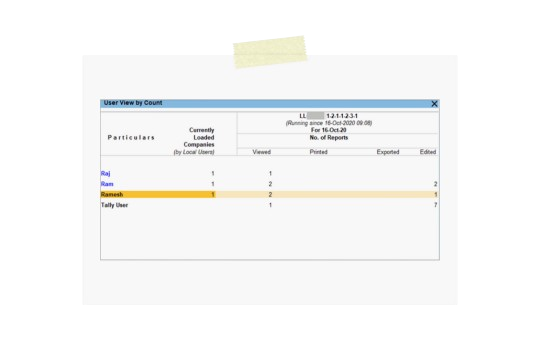 User View by Count
LL 1-2-1-1-2-3-1
(Running since 16-Oct-2020 09:08)
Currently For 16-Oct-20
Particulars Loaded No. of Reports
Companies
(by Local Users) Viewed Printed Exported Edited
Raj 1 1
Ram 1 2 2
Ramesh 1 2 1
Tally User 1 7